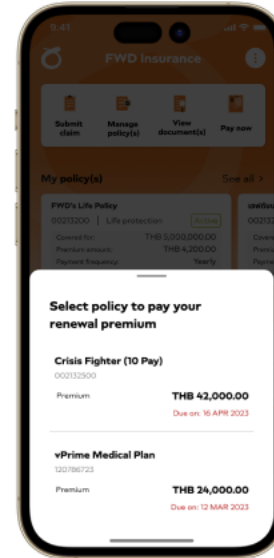 9:41
FWD Insurance
Submit claim
Manage policy(s)
View document(s)
Pay now
My policy(s)
See all >
FWD's Life Policy
00213200 | Life protection
Active
Covered for: THB 5,000,000.00
Premium amount: THB 4,200.00
Payment frequency: Yearly
Select policy to pay your
renewal premium
Crisis Fighter (10 Pay)
002132500
Premium THB 42,000.00
Due on: 16 APR 2023
vPrime Medical Plan
120786723
Premium THB 24,000.00
Due on: 12 MAR 2023